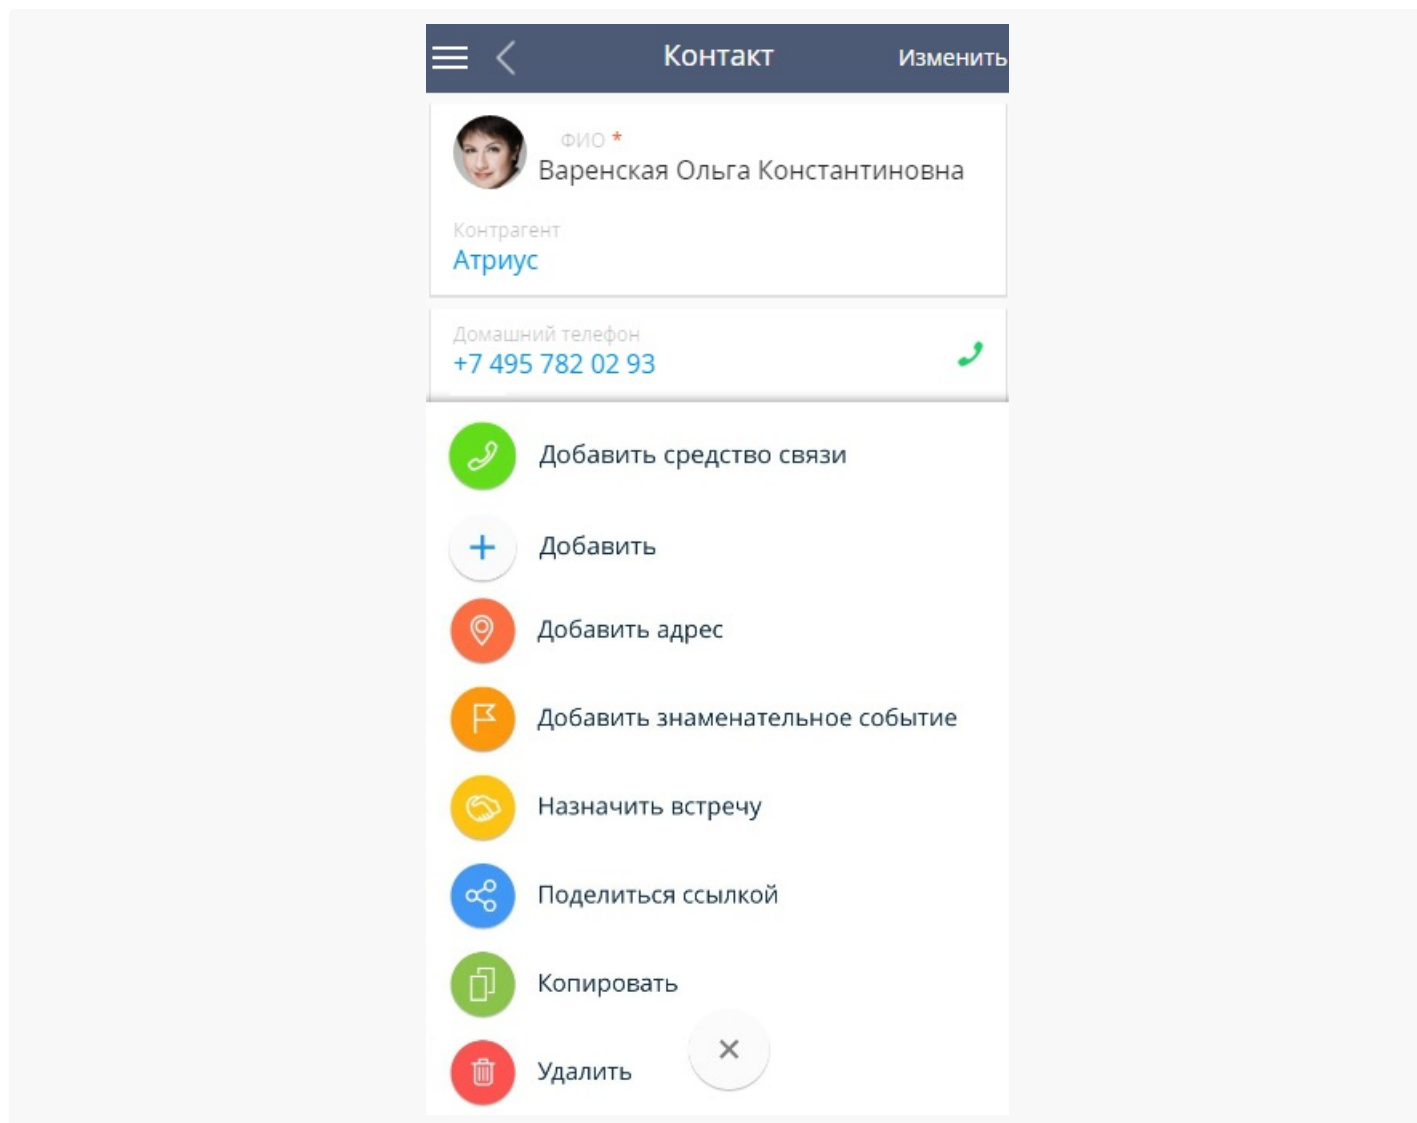 Контакт
Изменить
ФИО *
Варенская Ольга Константиновна
Контрагент
Атриус
Домашний телефон
+7 495 782 02 93
Добавить средство связи
Добавить
Добавить адрес
Добавить знаменательное событие
Назначить встречу
Поделиться ссылкой
Копировать
Удалить